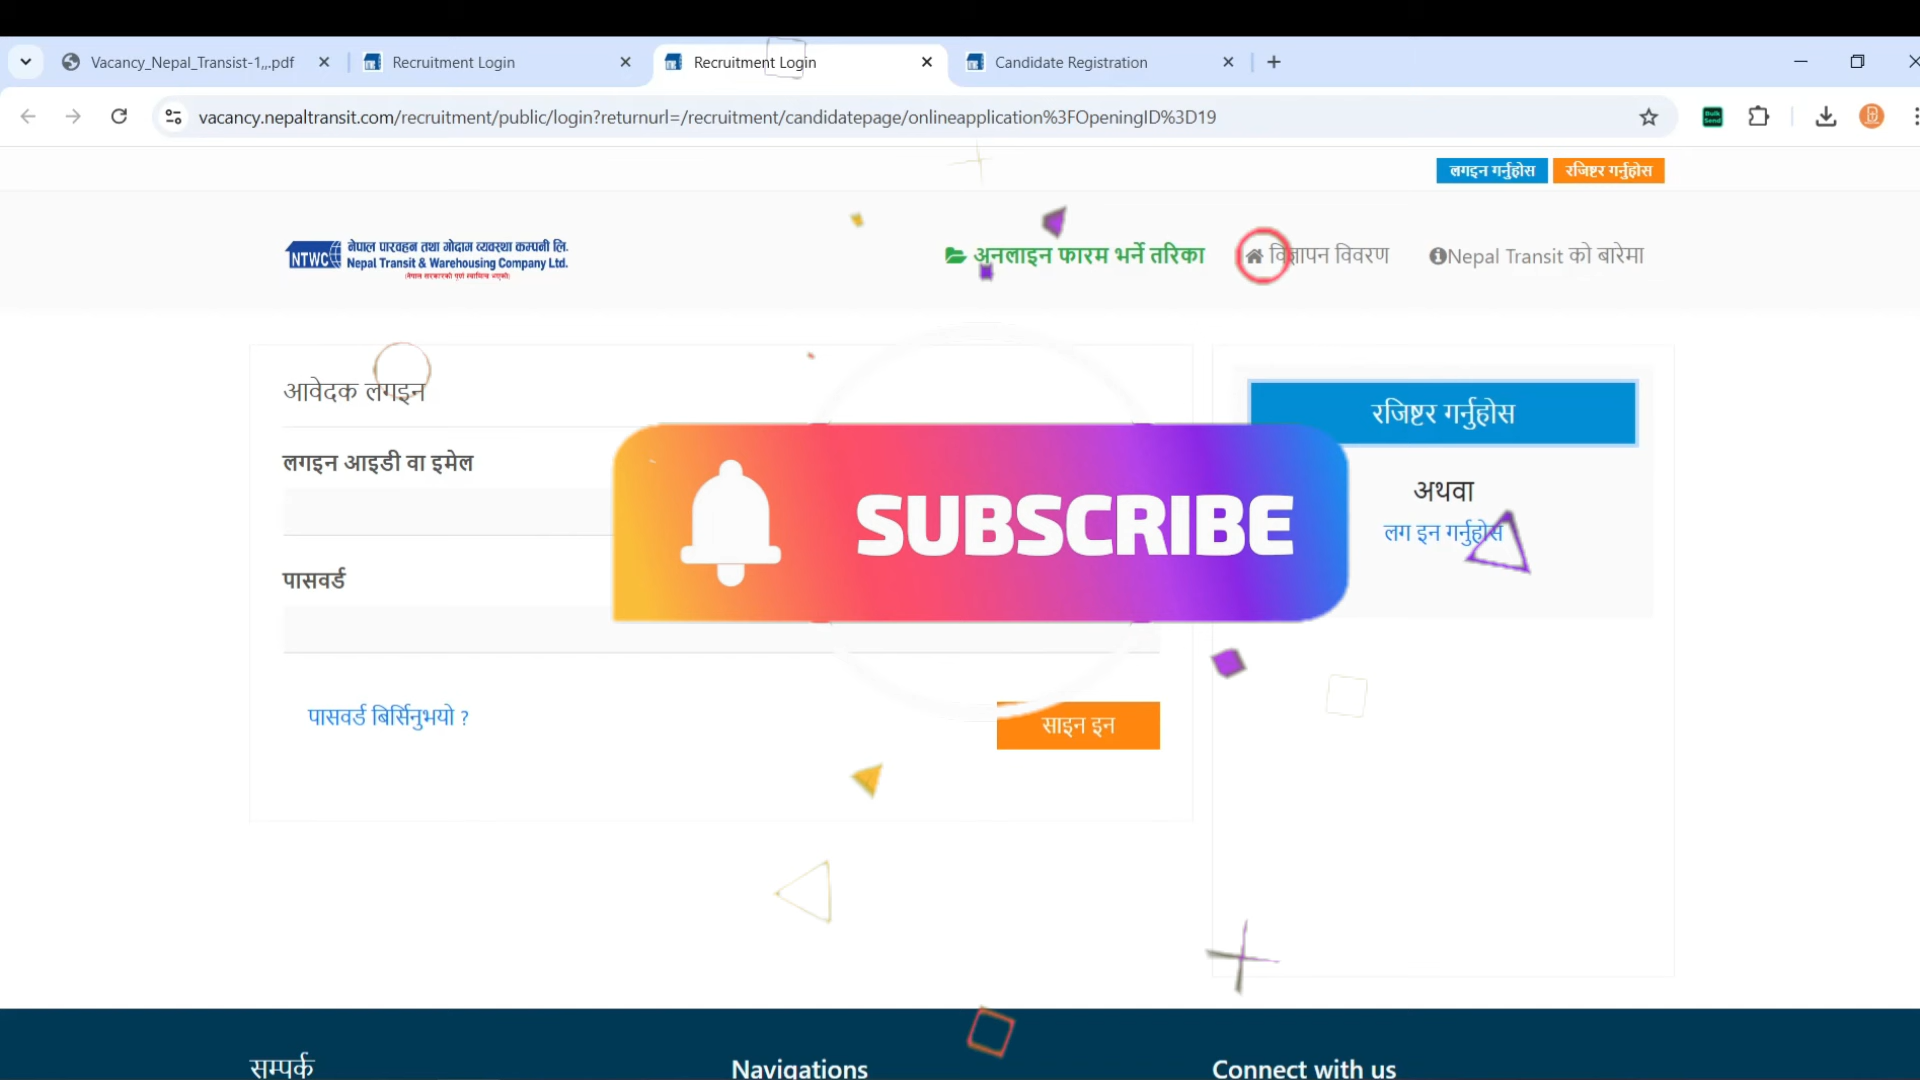 Vacancy_Nepal_Transist-1,,.pdf
Recruitment Login
Recruitment Login
Candidate Registration
vacancy.nepaltransit.com/recruitment/public/login?returnurl=/recruitment/candidatepage/onlineapplication%3FOpeningID%3D19
लगइन गर्नुहोस
रजिष्टर गर्नुहोस
NTWC
नेपाल पारवहन तथा गोदाम व्यवस्था कम्पनी लि.
Nepal Transit & Warehousing Company Ltd.
अनलाइन फारम भर्ने तरिका
विज्ञापन विवरण
Nepal Transit को बारेमा
आवेदक लगइन
लगइन आइडी वा इमेल
पासवर्ड
पासवर्ड बिर्सिनुभयो ?
साइन इन
SUBSCRIBE
रजिष्टर गर्नुहोस
अथवा
लग इन गर्नुहोस
सम्पर्क
Navigations
Connect with us